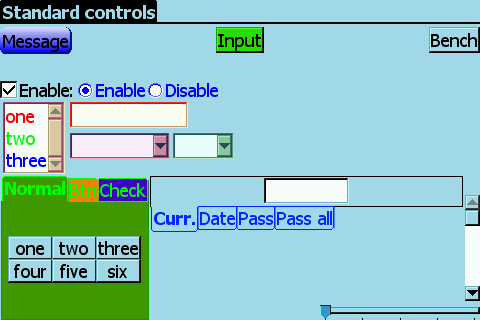 Standard controls
Message Input Bench
Enable: Enable Disable
one
two
three
Normal Btn Check
Curr. Date Pass Pass all
one two three
four five six